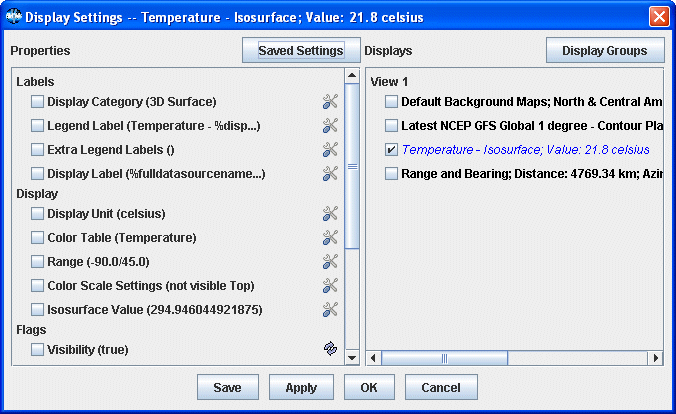 Display Settings -- Temperature - Isosurface; Value: 21.8 celsius
Properties
Saved Settings
Displays
Display Groups
Labels
Display Category (3D Surface)
Legend Label (Temperature - %disp...)
Extra Legend Labels ()
Display Label (%fulldatasourcename...)
Display
Display Unit (celsius)
Color Table (Temperature)
Range (-90.0/45.0)
Color Scale Settings (not visible Top)
Isosurface Value (294.946044921875)
Flags
Visibility (true)
View 1
Default Background Maps; North & Central Am
Latest NCEP GFS Global 1 degree - Contour Pla
Temperature - Isosurface; Value: 21.8 celsius
Range and Bearing; Distance: 4769.34 km; Azir
Save
Apply
OK
Cancel